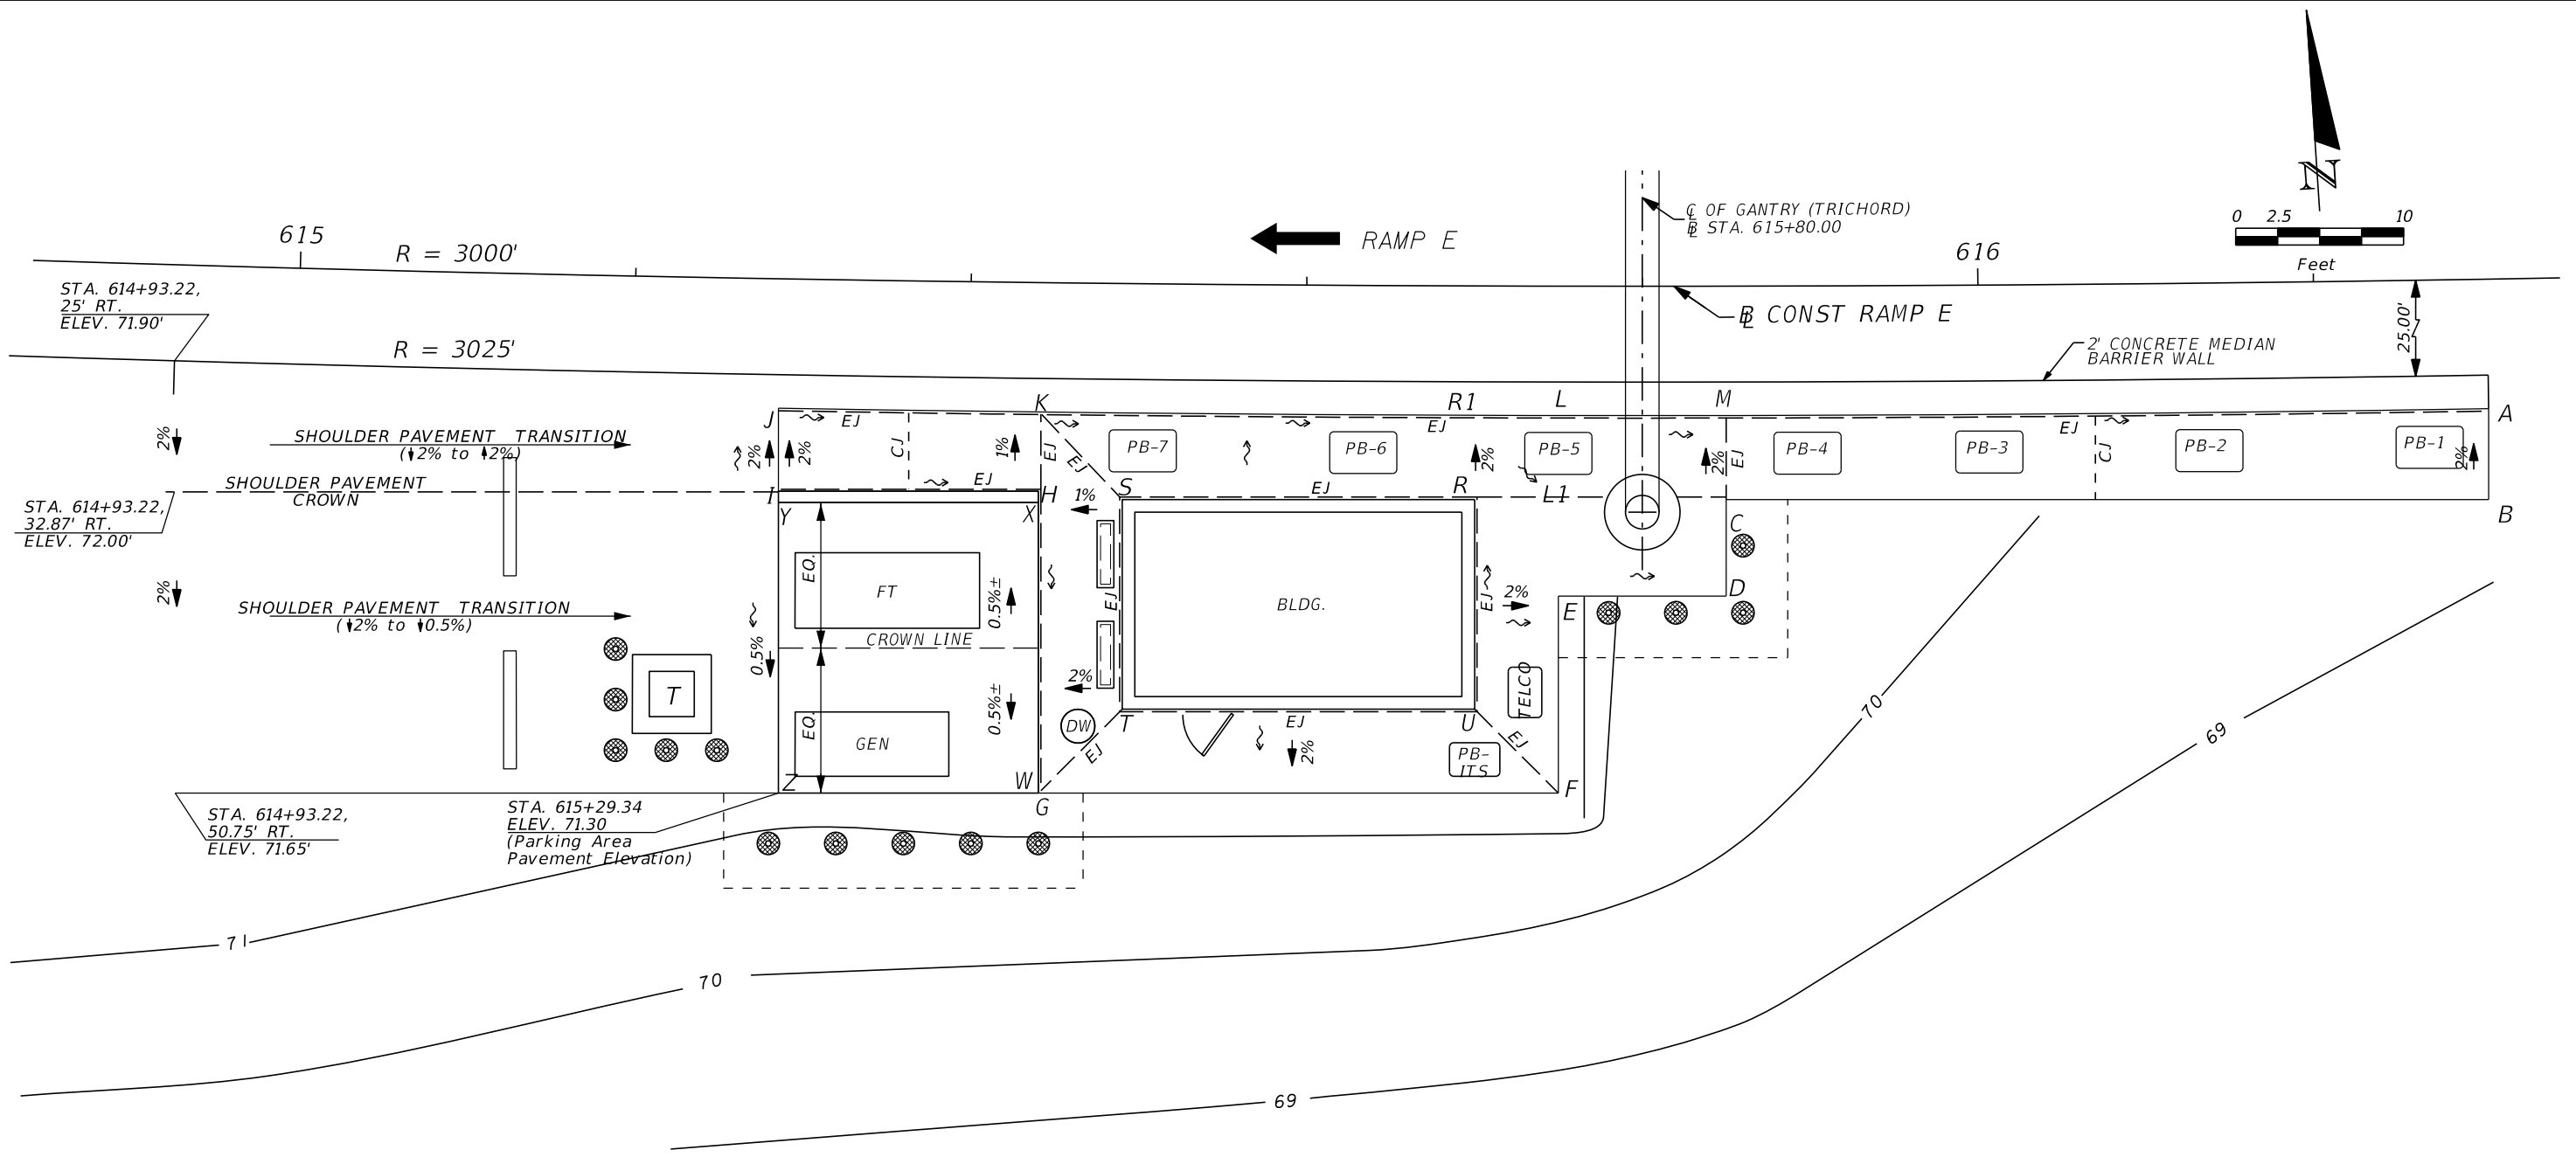 N
0 2.5 10
Feet
615
R = 3000'
RAMP E
℄ OF GANTRY (TRICHORD)
BL STA. 615+80.00
616
STA. 614+93.22,
25' RT.
ELEV. 71.90'
BL CONST RAMP E
25.00'
R = 3025'
2' CONCRETE MEDIAN
BARRIER WALL
J
K
R1
L
M
A
EJ
EJ
EJ
2%
SHOULDER PAVEMENT TRANSITION
(2% to 2%)
2%
2%
CJ
1%
EJ
EJ
PB-7
PB-6
2%
PB-5
2%
EJ
PB-4
PB-3
CJ
PB-2
PB-1
2%
SHOULDER PAVEMENT
CROWN
I
EJ
H
1%
S
EJ
R
L1
STA. 614+93.22,
32.87' RT.
ELEV. 72.00'
Y
X
C
B
EQ.
FT
0.5%±
EJ
BLDG.
EJ
2%
E
D
2%
SHOULDER PAVEMENT TRANSITION
(2% to 0.5%)
0.5%
CROWN LINE
T
2%
TELCO
EQ.
GEN
0.5%±
DW
T
EJ
U
EJ
EJ
2%
PB-
ITS
Z
W
G
F
STA. 614+93.22,
50.75' RT.
ELEV. 71.65'
STA. 615+29.34
ELEV. 71.30
(Parking Area
Pavement Elevation)
70
69
71
70
69